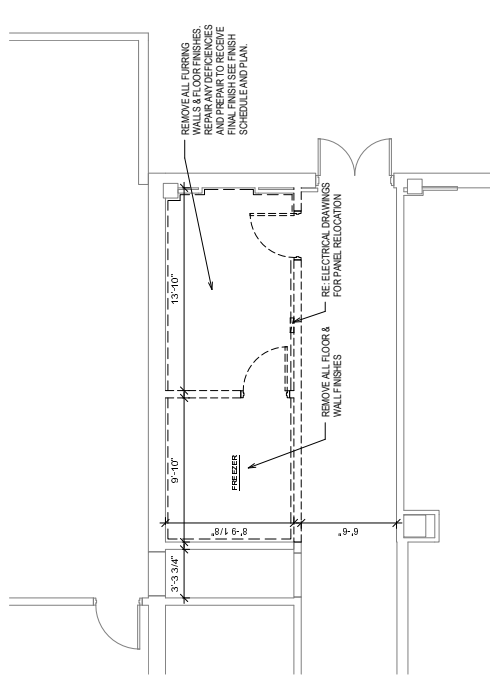 REMOVE ALL FURRING
WALLS & FLOOR FINISHES.
REPAIR ANY DEFICIENCIES
AND PREPAIR TO RECEIVE
FINAL FINISH SEE FINISH
SCHEDULE AND PLAN.
13'-10"
RE: ELECTRICAL DRAWINGS
FOR PANEL RELOCATION
REMOVE ALL FLOOR &
WALL FINISHES
9'-10"
FREEZER
8'-9 1/8"
6'-6"
3'-3 3/4"